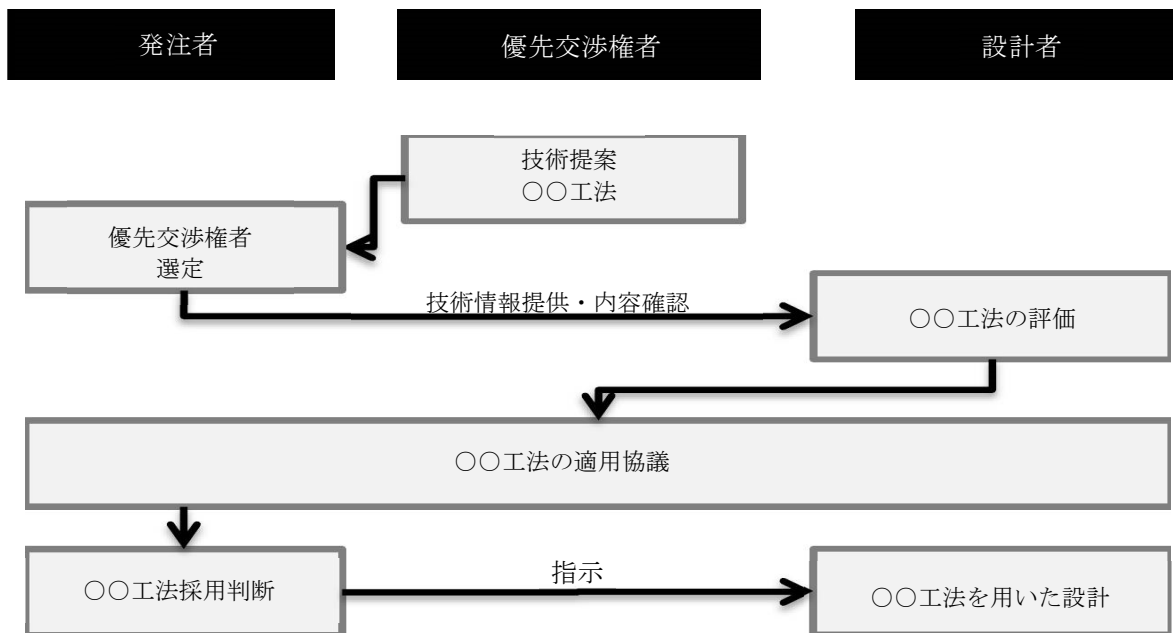 発注者
優先交渉権者
設計者
技術提案
○○工法
優先交渉権者
選定
技術情報提供・内容確認
○○工法の評価
○○工法の適用協議
○○工法採用判断
指示
○○工法を用いた設計